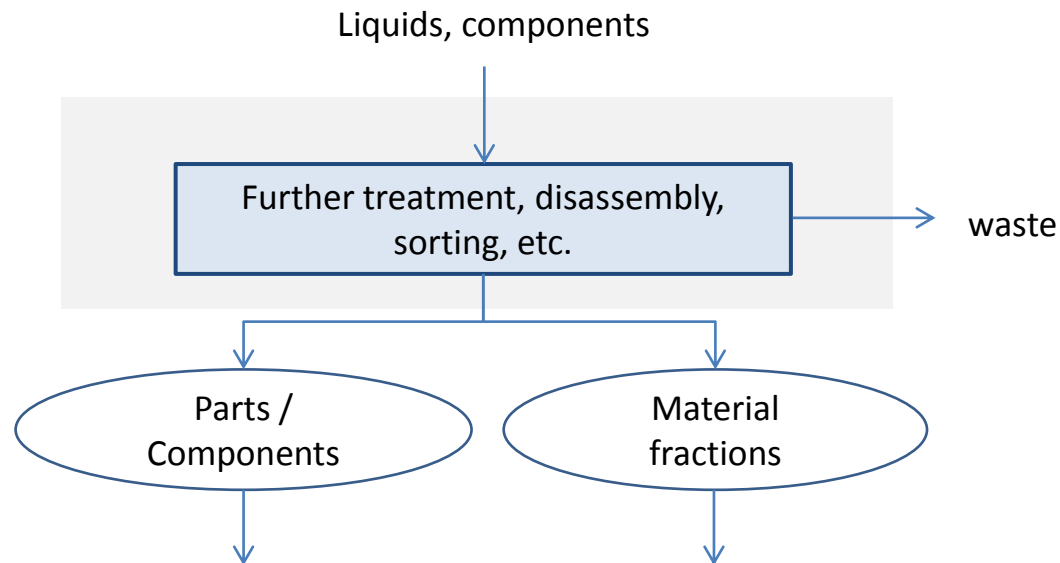 Liquids, components
Further treatment, disassembly,
sorting, etc.
waste
Parts /
Components
Material
fractions